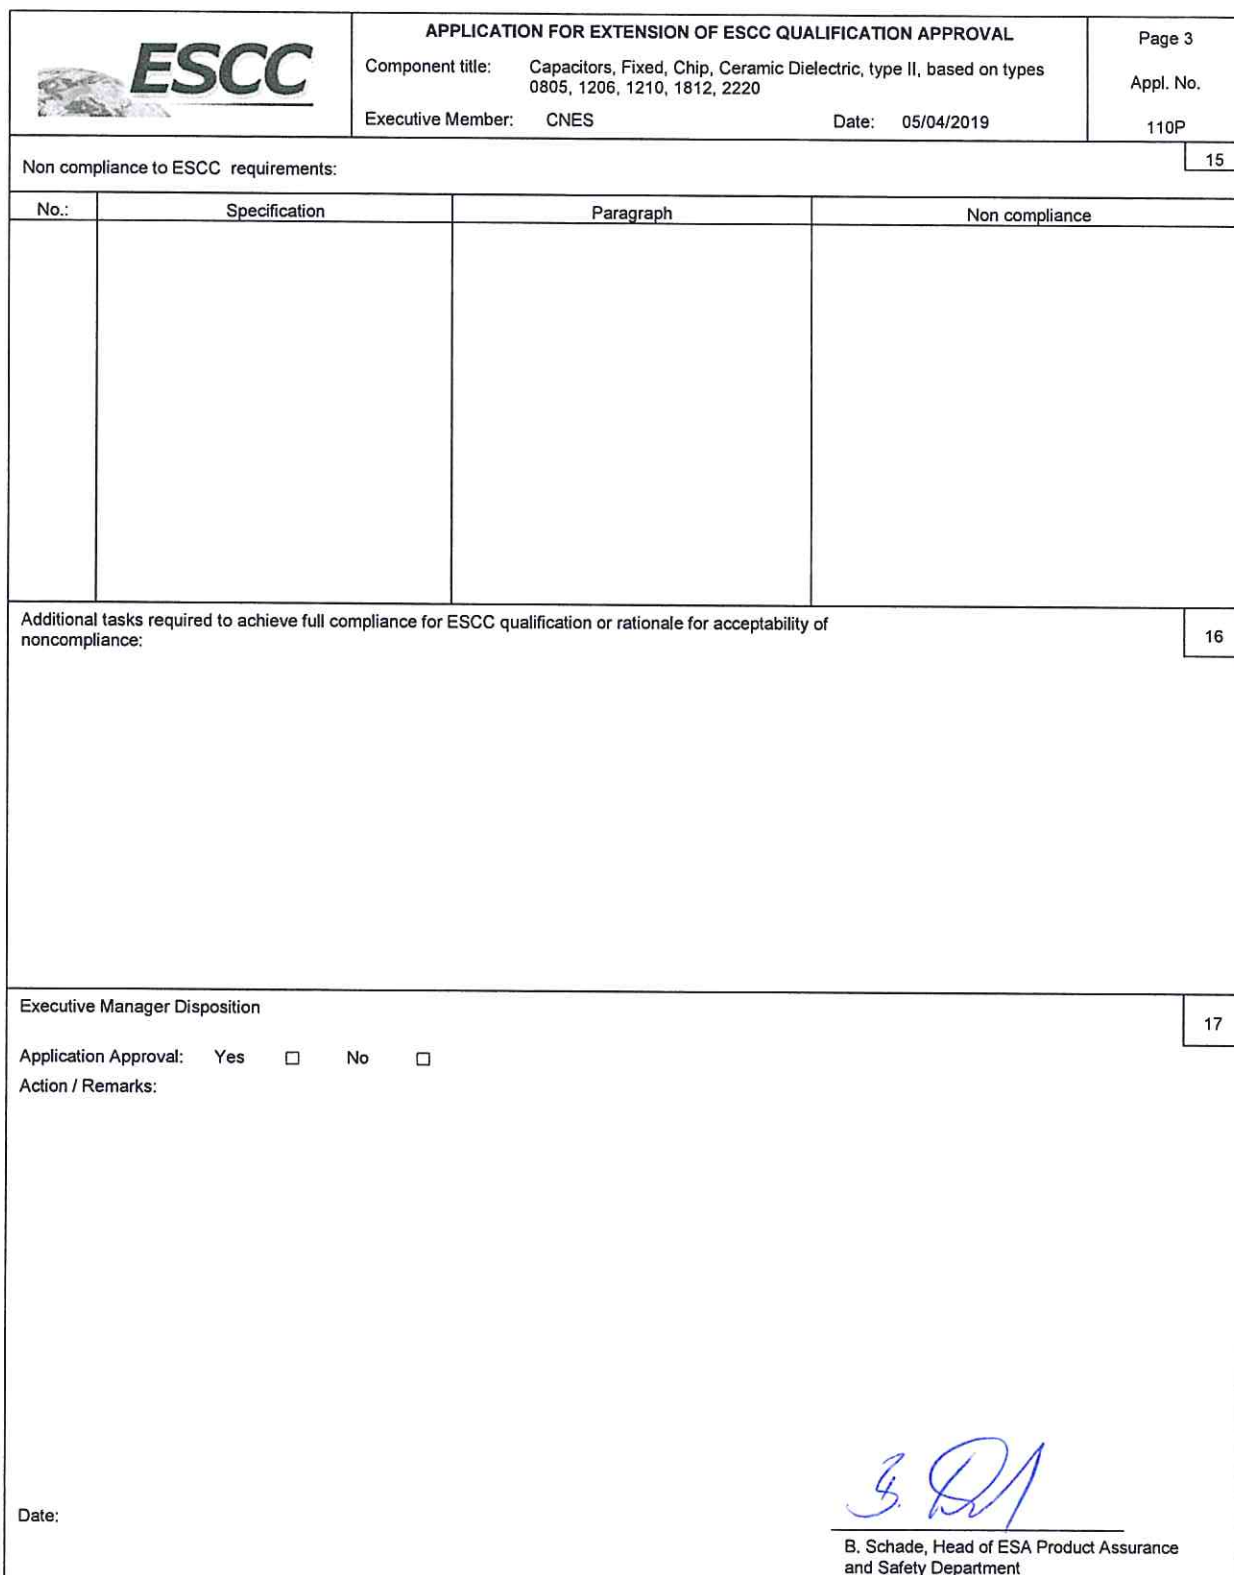 ESCC
APPLICATION FOR EXTENSION OF ESCC QUALIFICATION APPROVAL
Component title: Capacitors, Fixed, Chip, Ceramic Dielectric, type II, based on types
0805, 1206, 1210, 1812, 2220
Executive Member: CNES Date: 05/04/2019
Page 3
Appl. No.
110P
Non compliance to ESCC requirements:
15
No.: Specification Paragraph Non compliance
Additional tasks required to achieve full compliance for ESCC qualification or rationale for acceptability of
noncompliance:
16
Executive Manager Disposition
17
Application Approval: Yes ☐ No ☐
Action / Remarks:
Date:
B. Schade, Head of ESA Product Assurance
and Safety Department